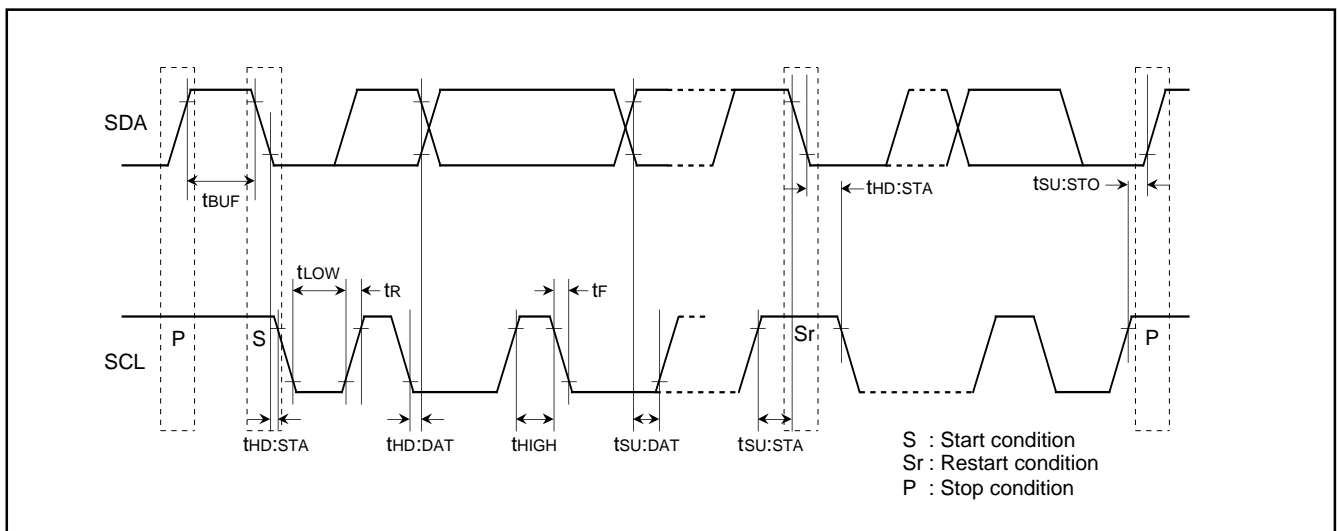 SDA
tBUF
tHD:STA
tSU:STO
tLOW
tR
tF
P
S
Sr
P
SCL
tHD:STA
tHD:DAT
tHIGH
tSU:DAT
tSU:STA
S : Start condition
Sr : Restart condition
P : Stop condition